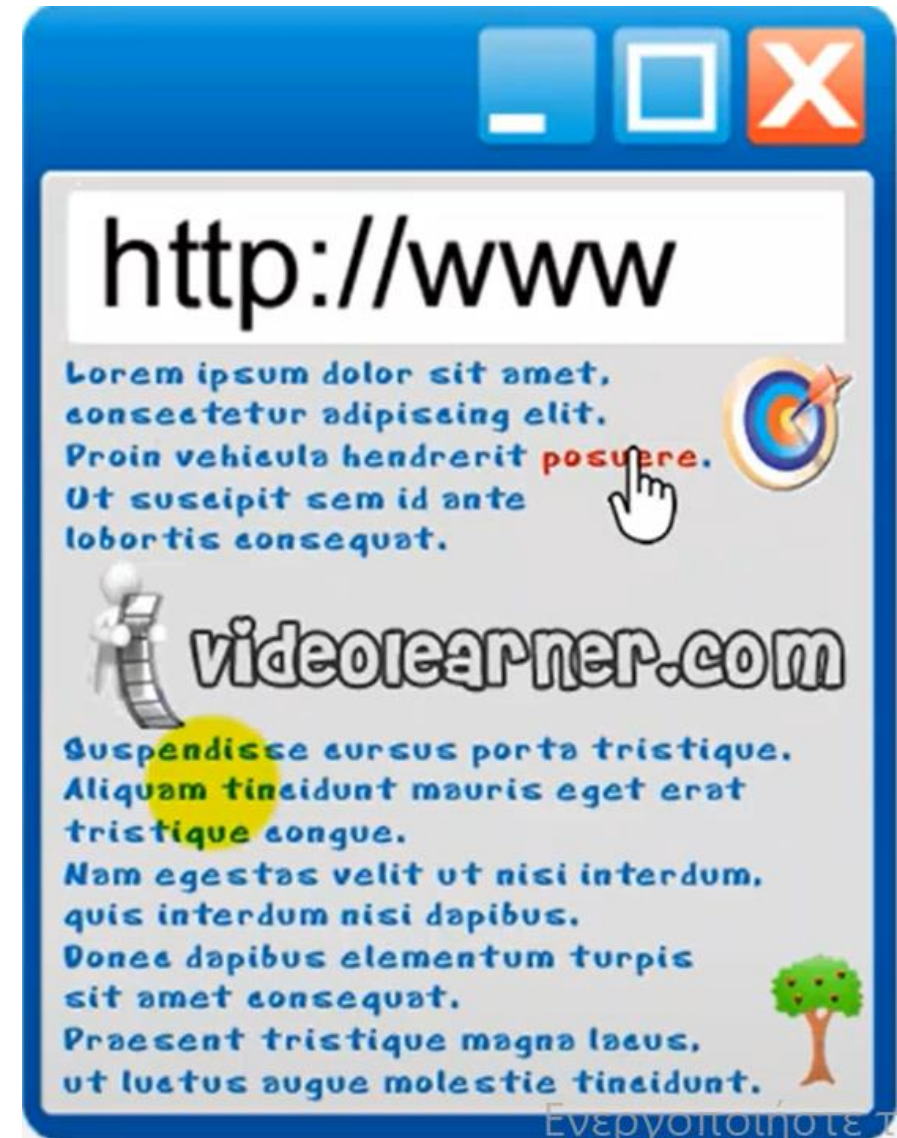 http://www
Lorem ipsum dolor sit amet,
consectetur adipiscing elit.
Proin vehicula hendrerit posuere.
Ut suscipit sem id ante
lobortis consequat.
videolearner.com
Suspendisse cursus porta tristique.
Aliquam tincidunt mauris eget erat
tristique congue.
Nam egestas velit ut nisi interdum,
quis interdum nisi dapibus.
Donec dapibus elementum turpis
sit amet consequat.
Praesent tristique magna lacus,
ut luctus augue molestie tincidunt.
Ενεργοποιήστε τ